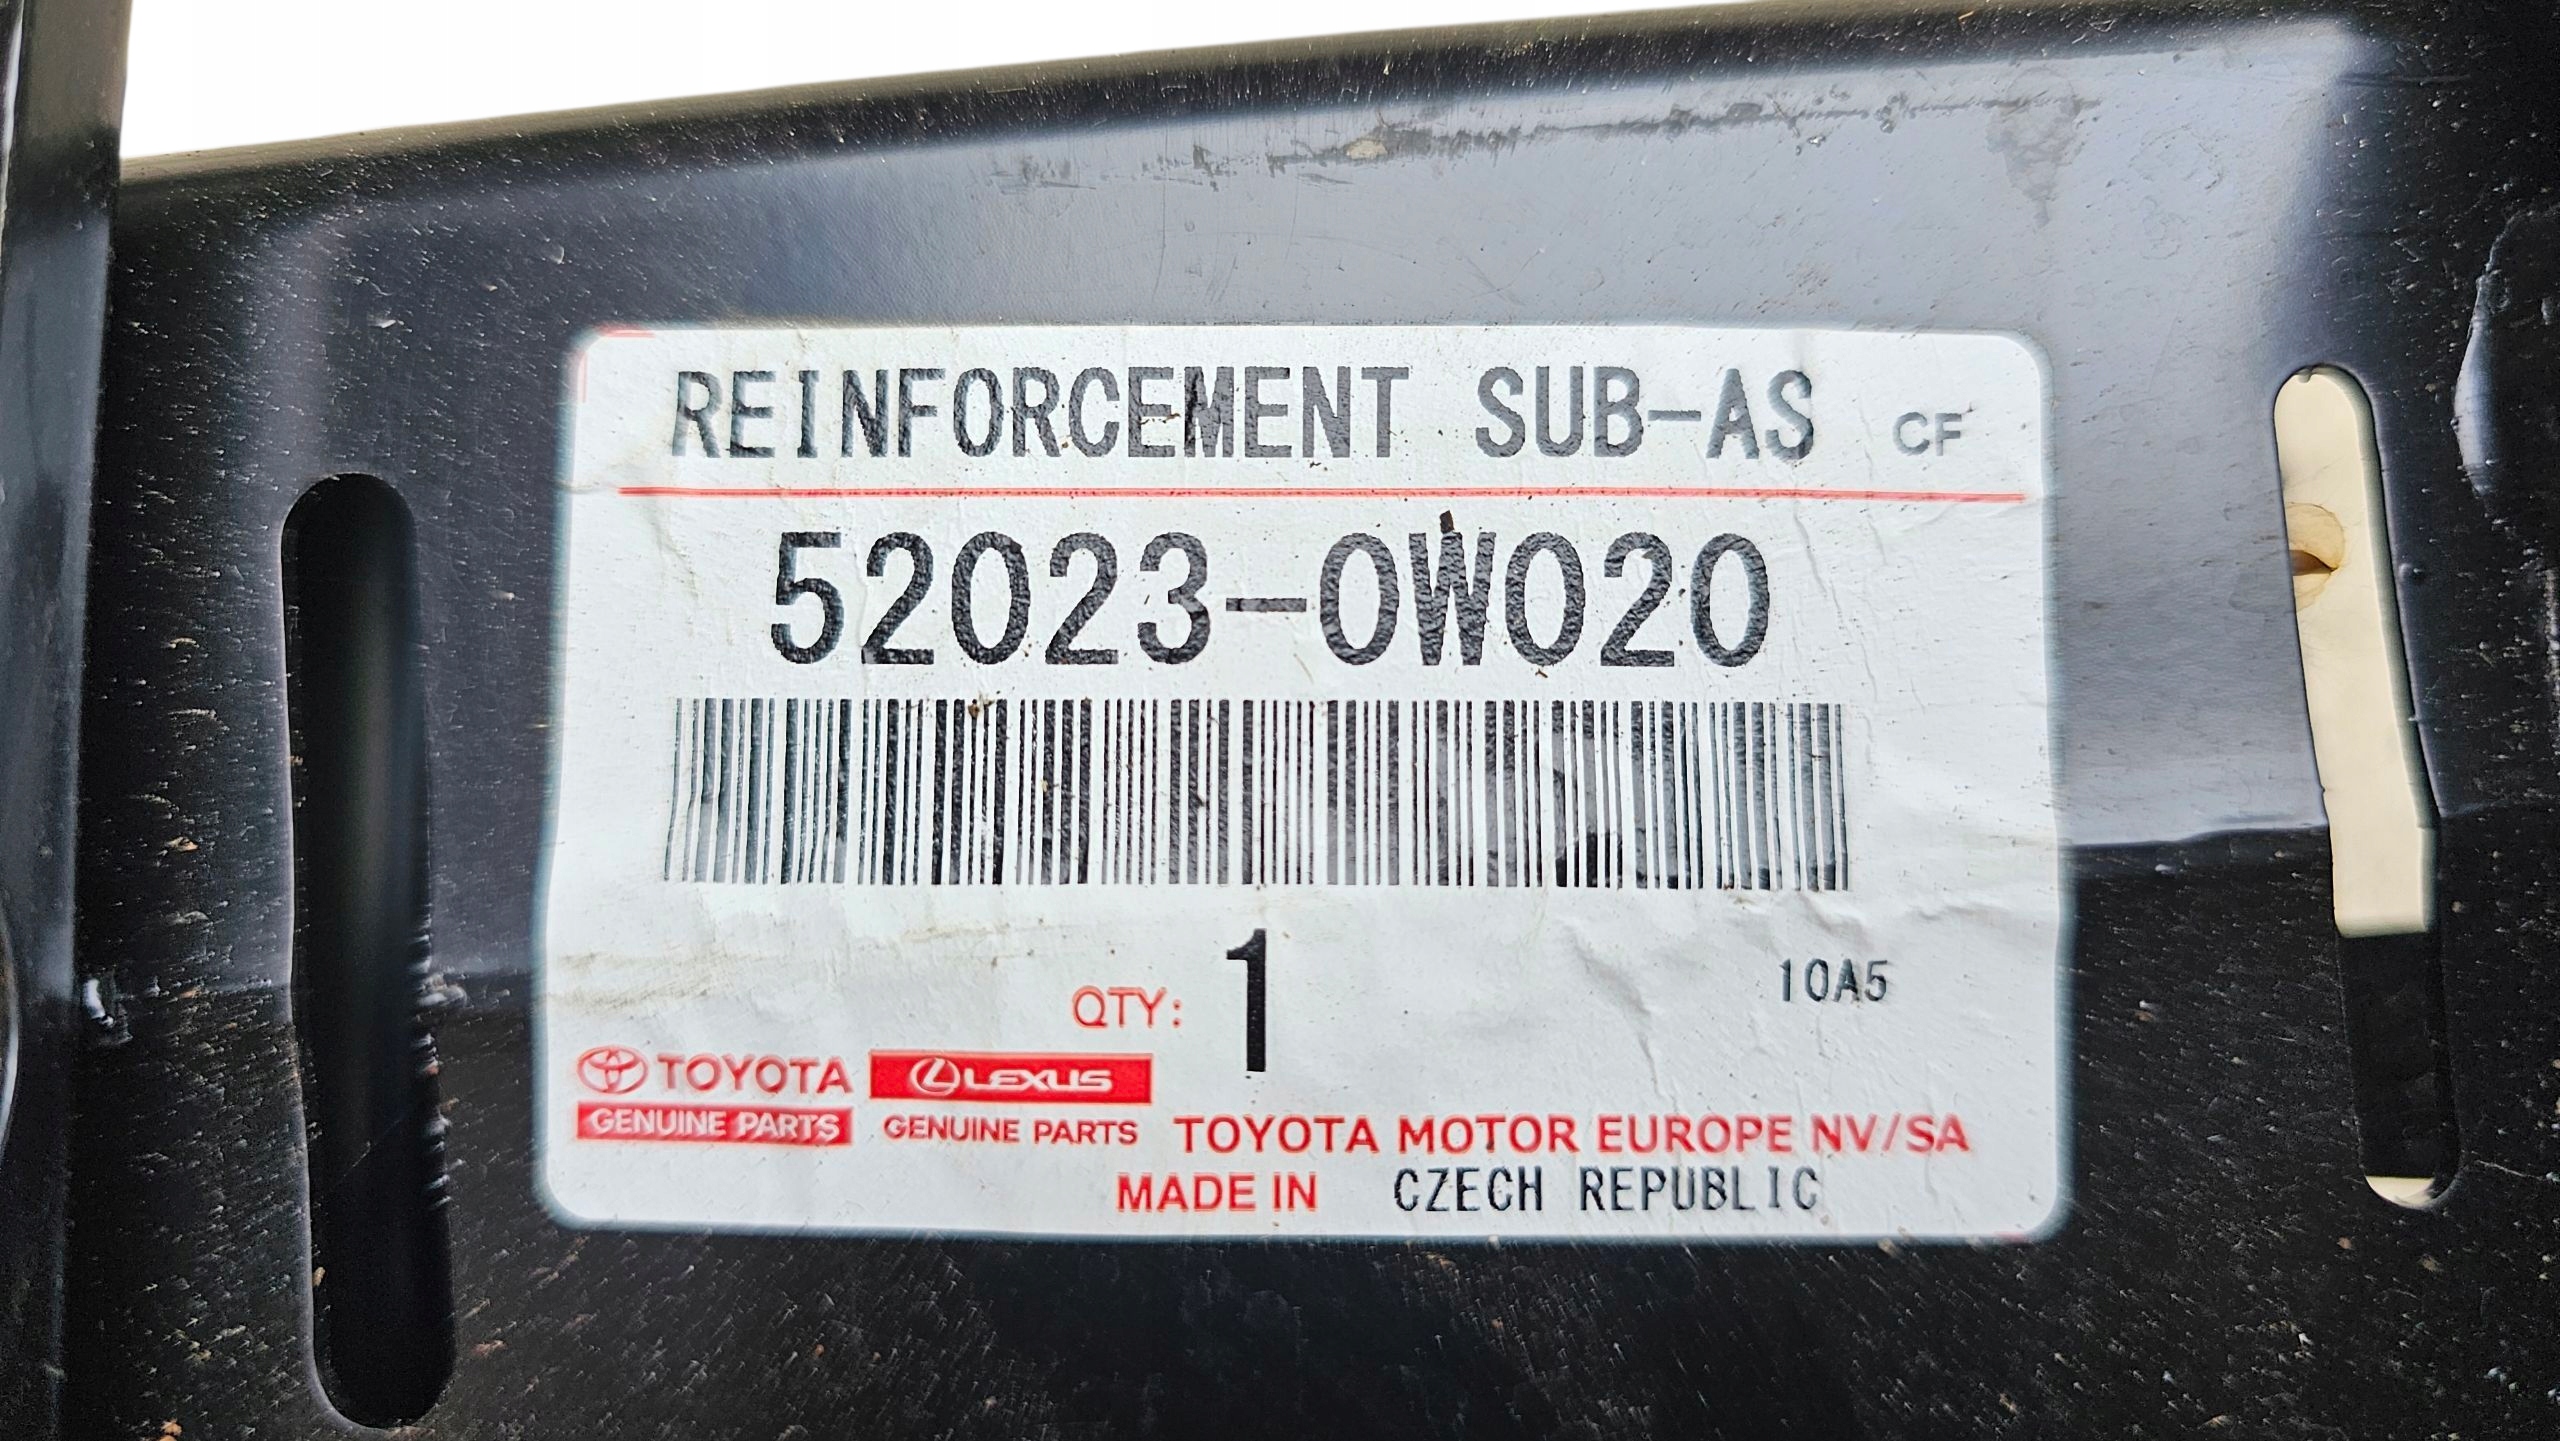 REINFORCEMENT SUB-AS CF
52023-0W020
QTY: 1 10A5
TOYOTA LEXUS
GENUINE PARTS GENUINE PARTS TOYOTA MOTOR EUROPE NV/SA
MADE IN CZECH REPUBLIC